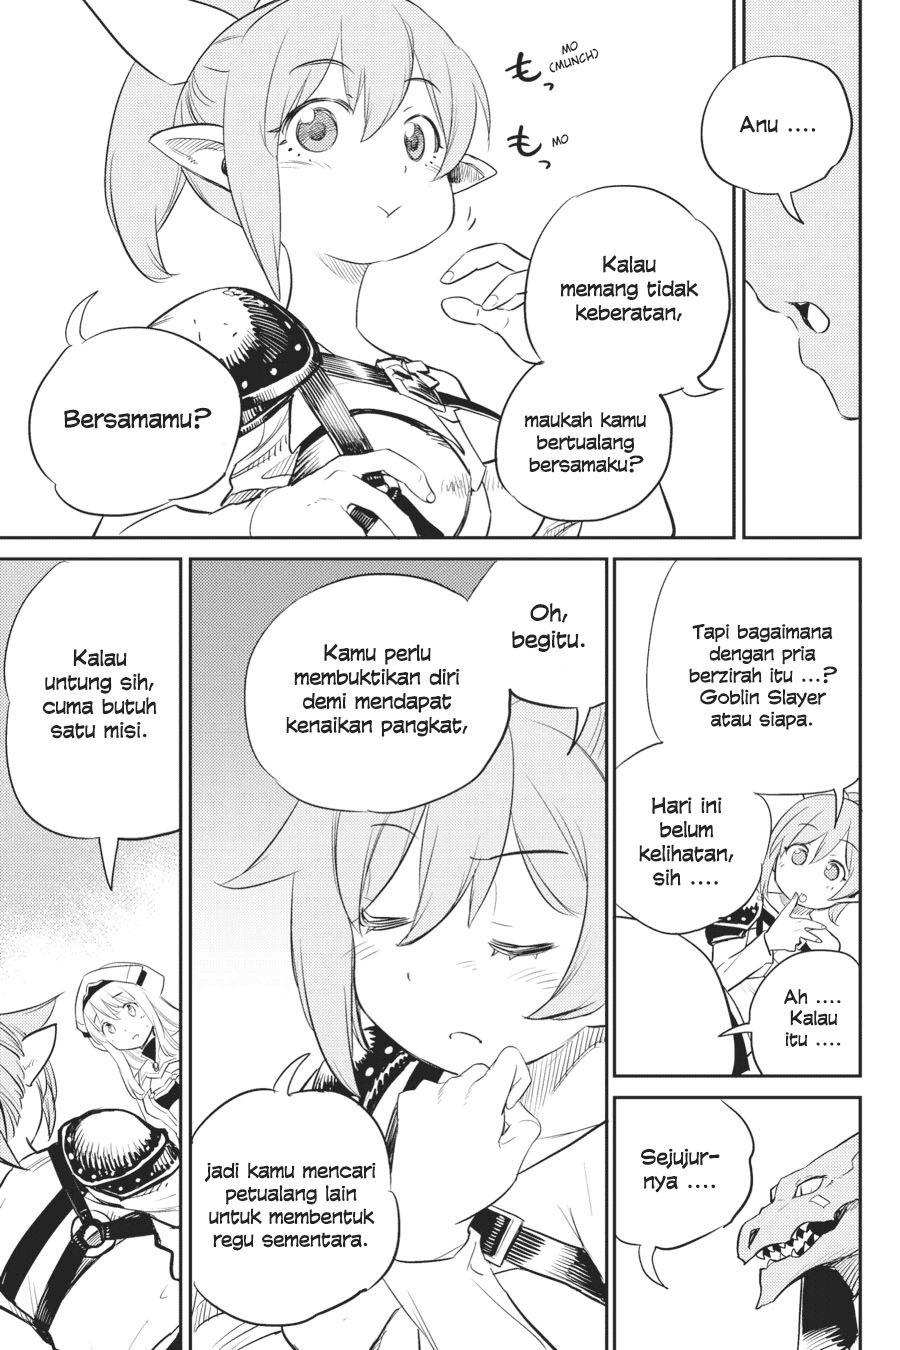 Anu ....
Kalau
memang tidak
keberatan,
maukah kamu
bertualang
bersamaku?
もっ
MO
(MUNCH)
もっ
MO
Bersamamu?
Tapi bagaimana
dengan pria
berzirah itu ...?
Goblin Slayer
atau siapa.
Hari ini
belum
kelihatan,
sih ....
Ah ....
Kalau
itu ....
Sejujur-
nya ....
Oh,
begitu.
Kamu perlu
membuktikan diri
demi mendapat
kenaikan pangkat,
jadi kamu mencari
petualang lain
untuk membentuk
regu sementara.
Kalau
untung sih,
cuma butuh
satu misi.